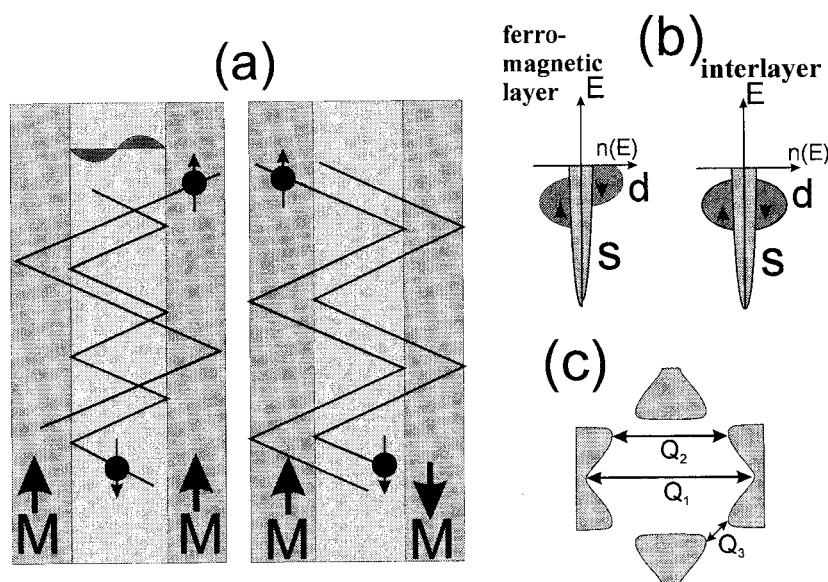 (a)
M
M
M
M
(b)
ferro-
magnetic
layer
E
n(E)
d
S
interlayer
E
n(E)
d
S
(c)
Q2
Q1
Q3